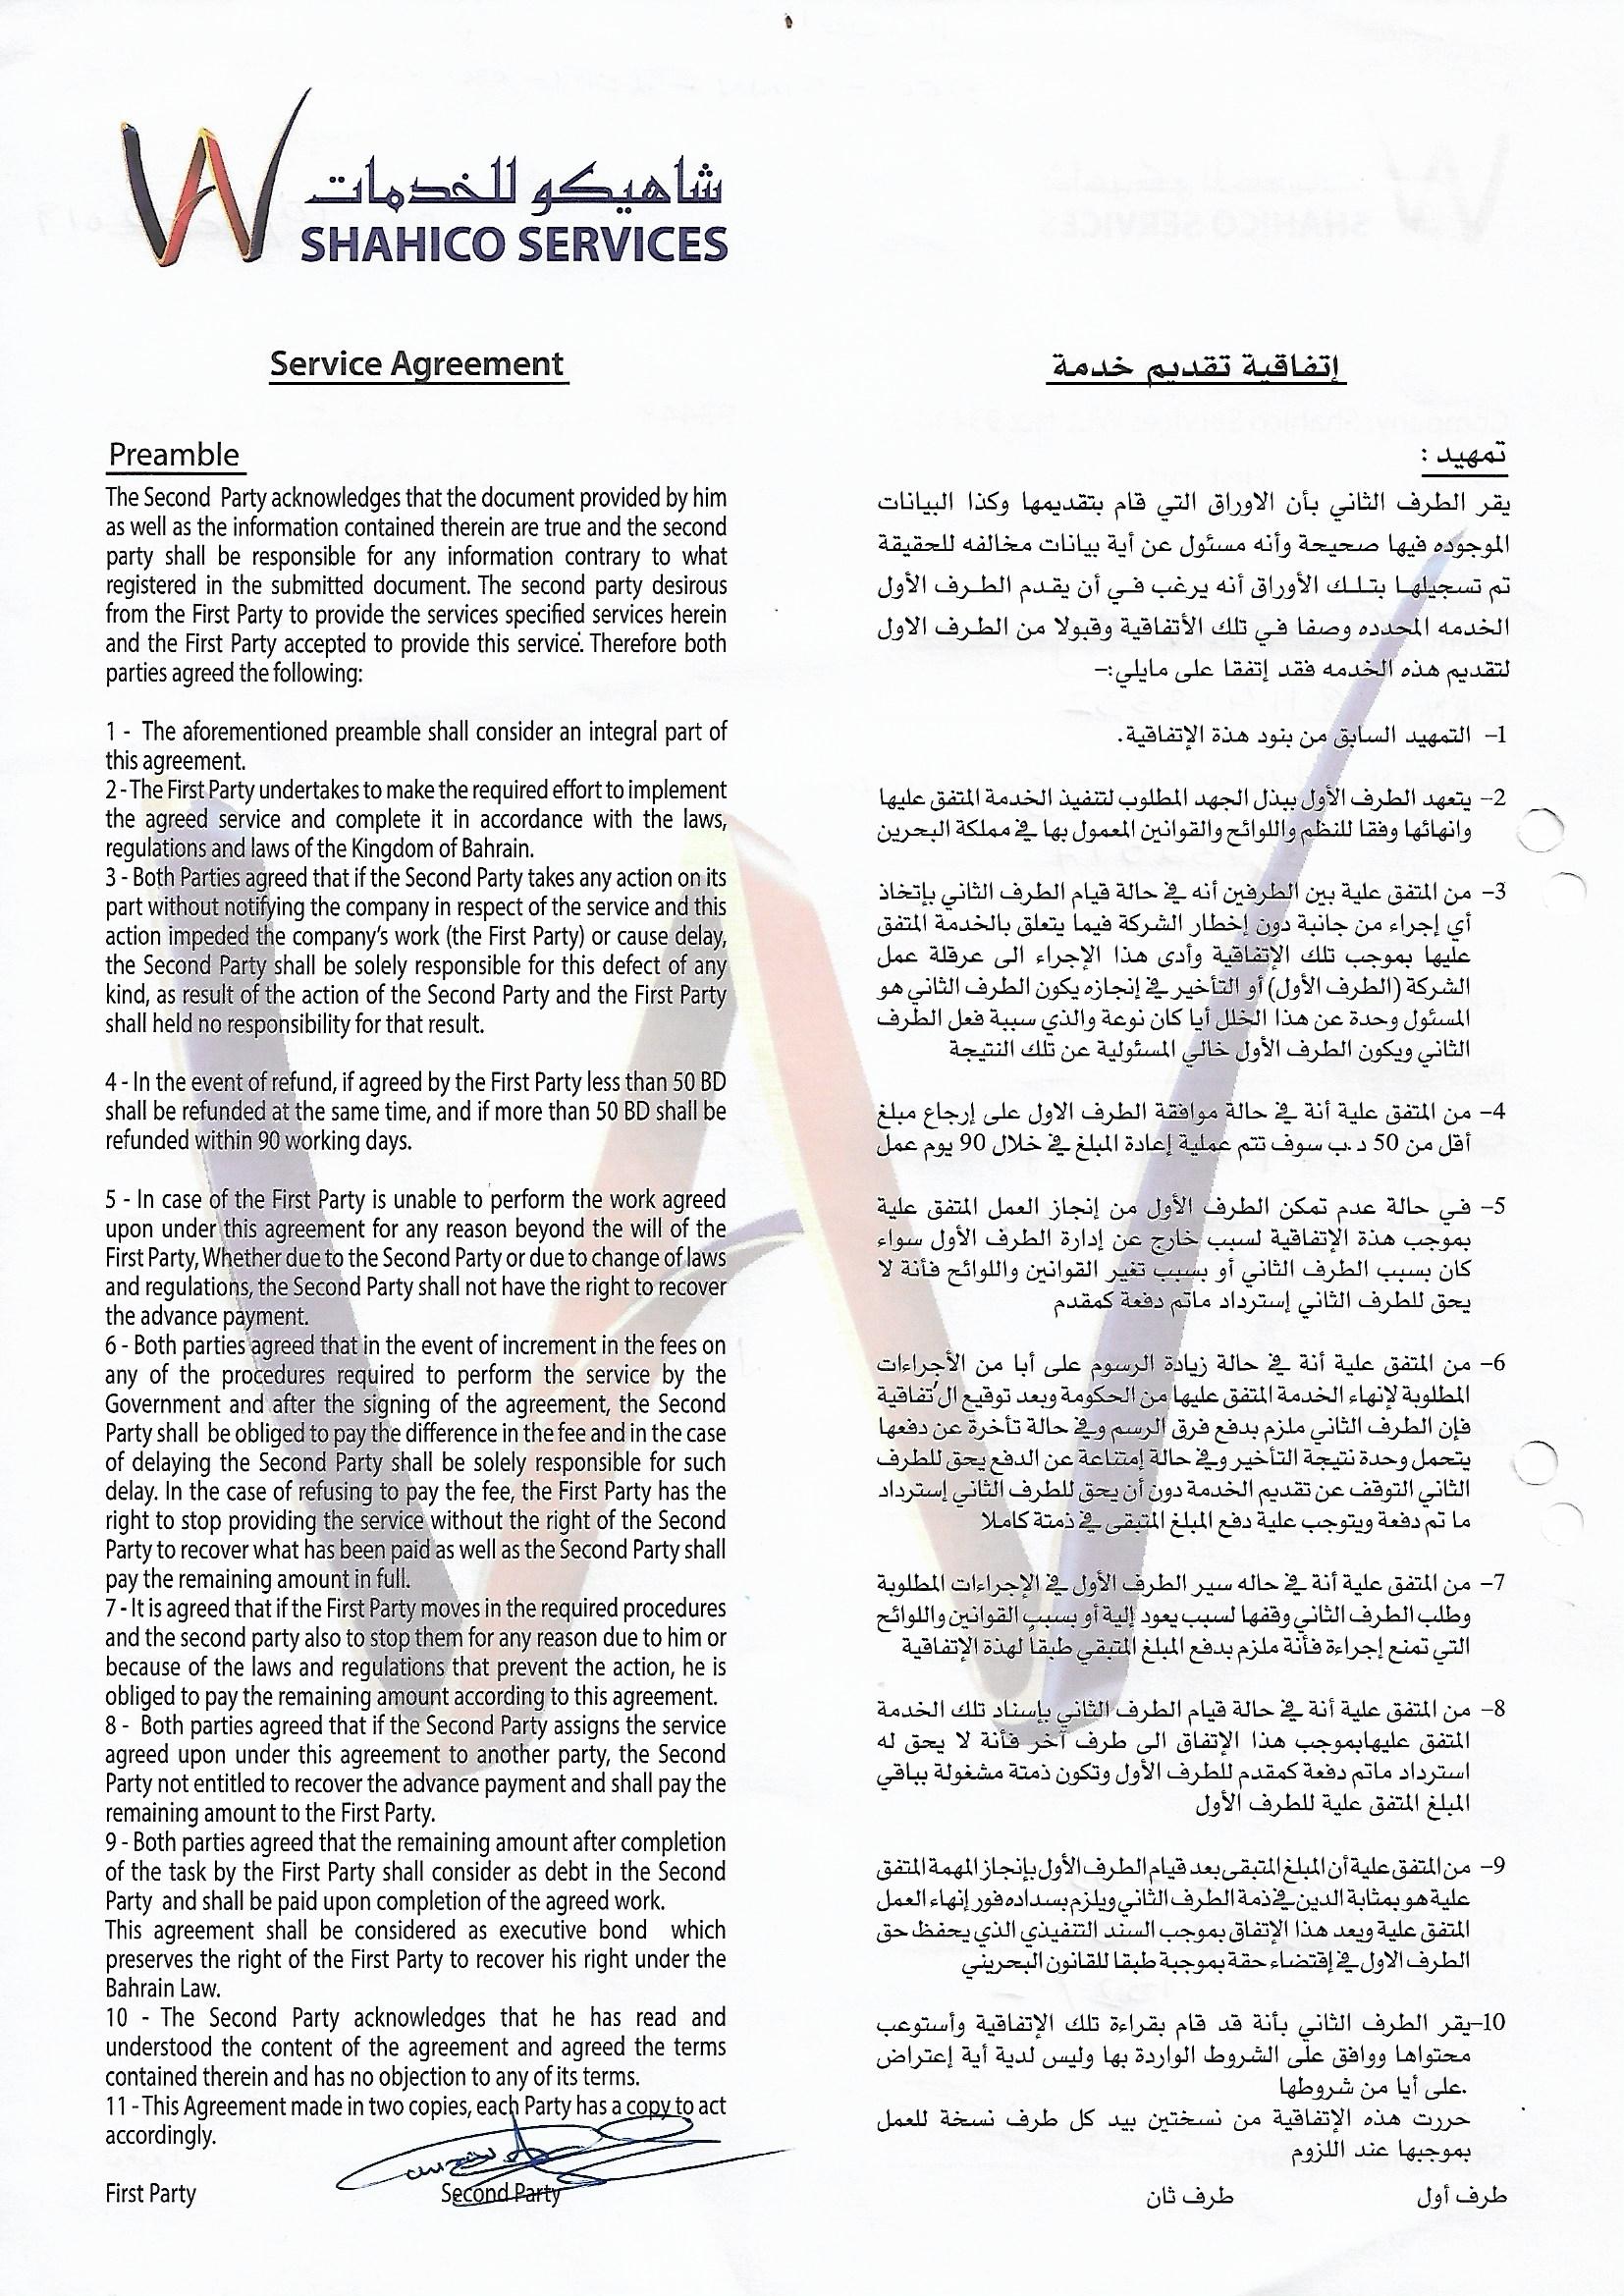 شاهيكو للخدمات
SHAHICO SERVICES
Service Agreement
Preamble
The Second Party acknowledges that the document provided by him
as well as the information contained therein are true and the second
party shall be responsible for any information contrary to what
registered in the submitted document. The second party desirous
from the First Party to provide the services specified services herein
and the First Party accepted to provide this service. Therefore both
parties agreed the following:
1 - The aforementioned preamble shall consider an integral part of
this agreement.
2 - The First Party undertakes to make the required effort to implement
the agreed service and complete it in accordance with the laws,
regulations and laws of the Kingdom of Bahrain.
3 - Both Parties agreed that if the Second Party takes any action on its
part without notifying the company in respect of the service and this
action impeded the company's work (the First Party) or cause delay,
the Second Party shall be solely responsible for this defect of any
kind, as result of the action of the Second Party and the First Party
shall held no responsibility for that result.
4 - In the event of refund, if agreed by the First Party less than 50 BD
shall be refunded at the same time, and if more than 50 BD shall be
refunded within 90 working days.
5 - In case of the First Party is unable to perform the work agreed
upon under this agreement for any reason beyond the will of the
First Party, Whether due to the Second Party or due to change of laws
and regulations, the Second Party shall not have the right to recover
the advance payment.
6 - Both parties agreed that in the event of increment in the fees on
any of the procedures required to perform the service by the
Government and after the signing of the agreement, the Second
Party shall be obliged to pay the difference in the fee and in the case
of delaying the Second Party shall be solely responsible for such
delay. In the case of refusing to pay the fee, the First Party has the
right to stop providing the service without the right of the Second
Party to recover what has been paid as well as the Second Party shall
pay the remaining amount in full.
7 - It is agreed that if the First Party moves in the required procedures
and the second party also to stop them for any reason due to him or
because of the laws and regulations that prevent the action, he is
obliged to pay the remaining amount according to this agreement.
8 - Both parties agreed that if the Second Party assigns the service
agreed upon under this agreement to another party, the Second
Party not entitled to recover the advance payment and shall pay the
remaining amount to the First Party.
9 - Both parties agreed that the remaining amount after completion
of the task by the First Party shall consider as debt in the Second
Party and shall be paid upon completion of the agreed work.
This agreement shall be considered as executive bond which
preserves the right of the First Party to recover his right under the
Bahrain Law.
10 - The Second Party acknowledges that he has read and
understood the content of the agreement and agreed the terms
contained therein and has no objection to any of its terms.
11 - This Agreement made in two copies, each Party has a copy to act
accordingly.
First Party Second Party
إتفاقية تقديم خدمة
تمهيد :
يقر الطرف الثاني بأن الاوراق التي قام بتقديمها وكذا البيانات
الموجوده فيها صحيحة وأنه مسئول عن أية بيانات مخالفه للحقيقة
تم تسجيلها بتلك الأوراق أنه يرغب في أن يقدم الطرف الأول
الخدمه المحدده وصفا في تلك الأتفاقية وقبولا من الطرف الاول
لتقديم هذه الخدمه فقد إتفقا على مايلي:-
1- التمهيد السابق من بنود هذة الإتفاقية.
2- يتعهد الطرف الأول ببذل الجهد المطلوب لتنفيذ الخدمة المتفق عليها
وانهائها وفقا للنظم واللوائح والقوانين المعمول بها في مملكة البحرين
3- من المتفق علية بين الطرفين أنه في حالة قيام الطرف الثاني بإتخاذ
أي إجراء من جانبة دون إخطار الشركة فيما يتعلق بالخدمة المتفق
عليها بموجب تلك الإتفاقية وأدى هذا الإجراء الى عرقلة عمل
الشركة (الطرف الأول) أو التأخير في إنجازه يكون الطرف الثاني هو
المسئول وحدة عن هذا الخلل أيا كان نوعة والذي سببة فعل الطرف
الثاني ويكون الطرف الأول خالي المسئولية عن تلك النتيجة
4- من المتفق علية أنة في حالة موافقة الطرف الاول على إرجاع مبلغ
أقل من 50 د.ب سوف تتم عملية إعادة المبلغ في خلال 90 يوم عمل
5- في حالة عدم تمكن الطرف الأول من إنجاز العمل المتفق علية
بموجب هذة الإتفاقية لسبب خارج عن إدارة الطرف الأول سواء
كان بسبب الطرف الثاني أو بسبب تغير القوانين واللوائح فأنة لا
يحق للطرف الثاني إسترداد ماتم دفعة كمقدم
6- من المتفق علية أنة في حالة زيادة الرسوم على أبا من الأجراءات
المطلوبة لإنهاء الخدمة المتفق عليها من الحكومة وبعد توقيع ال تفاقية
فإن الطرف الثاني ملزم بدفع فرق الرسم وفي حالة تأخرة عن دفعها
يتحمل وحدة نتيجة التأخير وفي حالة إمتناعة عن الدفع يحق للطرف
الثاني التوقف عن تقديم الخدمة دون أن يحق للطرف الثاني إسترداد
ما تم دفعة ويتوجب علية دفع المبلغ المتبقى في ذمتة كاملا
7- من المتفق علية أنة في حاله سير الطرف الأول في الإجراءات المطلوبة
وطلب الطرف الثاني وقفها لسبب يعود إلية أو بسبب القوانين واللوائح
التي تمنع إجراءة فأنة ملزم بدفع المبلغ المتبقي طبقاً لهذة الإتفاقية
8- من المتفق علية أنة في حالة قيام الطرف الثاني بإسناد تلك الخدمة
المتفق عليهابموجب هذا الإتفاق الى طرف آخر فأنة لا يحق له
استرداد ماتم دفعة كمقدم للطرف الأول وتكون ذمتة مشغولة بباقي
المبلغ المتفق علية للطرف الأول
9- من المتفق علية أن المبلغ المتبقى بعد قيام الطرف الأول بإنجاز المهمة المتفق
علية هو بمثابة الدين في ذمة الطرف الثاني ويلزم بسداده فور إنهاء العمل
المتفق علية ويعد هذا الإتفاق بموجب السند التنفيذي الذي يحفظ حق
الطرف الاول في إقتضاء حقة بموجبة طبقا للقانون البحريني
10-يقر الطرف الثاني بأنة قد قام بقراءة تلك الإتفاقية وأستوعب
محتواها ووافق على الشروط الواردة بها وليس لدية أية إعتراض
.على أيا من شروطها
حررت هذه الإتفاقية من نسختين بيد كل طرف نسخة للعمل
بموجبها عند اللزوم
طرف أول طرف ثان